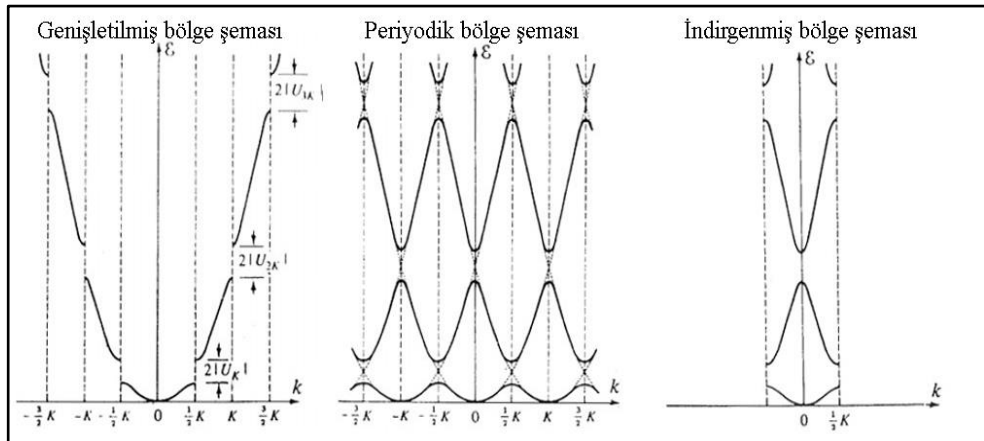 Genişletilmiş bölge şeması
ε
2|U₃K|
2|U₂K|
2|U_K|
k
-3/2 K -K -1/2 K 0 1/2 K K 3/2 K
Periyodik bölge şeması
ε
k
-3/2 K -K -1/2 K 0 1/2 K K 3/2 K
İndirgenmiş bölge şeması
ε
k
0 1/2 K